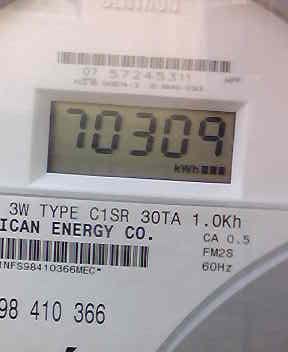 07 57245311
70309
kWh
3W TYPE C1SR 30TA 1.0Kh
ICAN ENERGY CO.
CA 0.5
FM2S
60Hz
INFS98410366MEC*
98 410 366